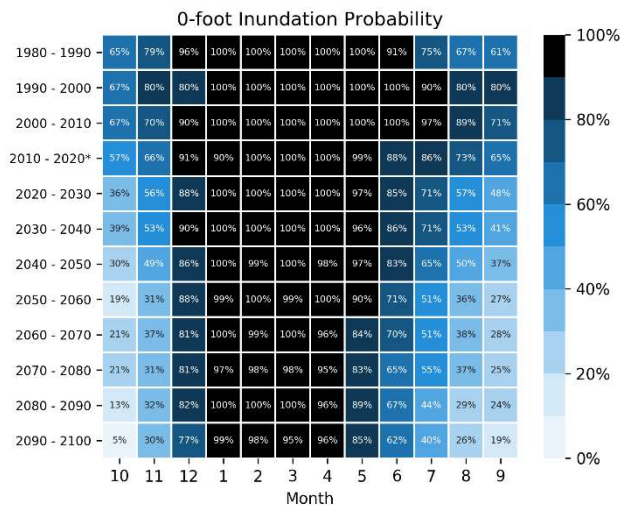 0-foot Inundation Probability
1980 - 1990 65% 79% 96% 100% 100% 100% 100% 100% 91% 75% 67% 61%
1990 - 2000 67% 80% 80% 100% 100% 100% 100% 100% 100% 90% 80% 80%
2000 - 2010 67% 70% 90% 100% 100% 100% 100% 100% 100% 97% 89% 71%
2010 - 2020* 57% 66% 91% 90% 100% 100% 100% 99% 88% 86% 73% 65%
2020 - 2030 36% 56% 88% 100% 100% 100% 100% 97% 85% 71% 57% 48%
2030 - 2040 39% 53% 90% 100% 100% 100% 100% 96% 86% 71% 53% 41%
2040 - 2050 30% 49% 86% 100% 99% 100% 98% 97% 83% 65% 50% 37%
2050 - 2060 19% 31% 88% 99% 100% 99% 100% 90% 71% 51% 36% 27%
2060 - 2070 21% 37% 81% 100% 99% 100% 96% 84% 70% 51% 38% 28%
2070 - 2080 21% 31% 81% 97% 98% 98% 95% 83% 65% 55% 37% 25%
2080 - 2090 13% 32% 82% 100% 100% 100% 96% 89% 67% 44% 29% 24%
2090 - 2100 5% 30% 77% 99% 98% 95% 96% 85% 62% 40% 26% 19%
10 11 12 1 2 3 4 5 6 7 8 9
Month
100%
80%
60%
40%
20%
0%